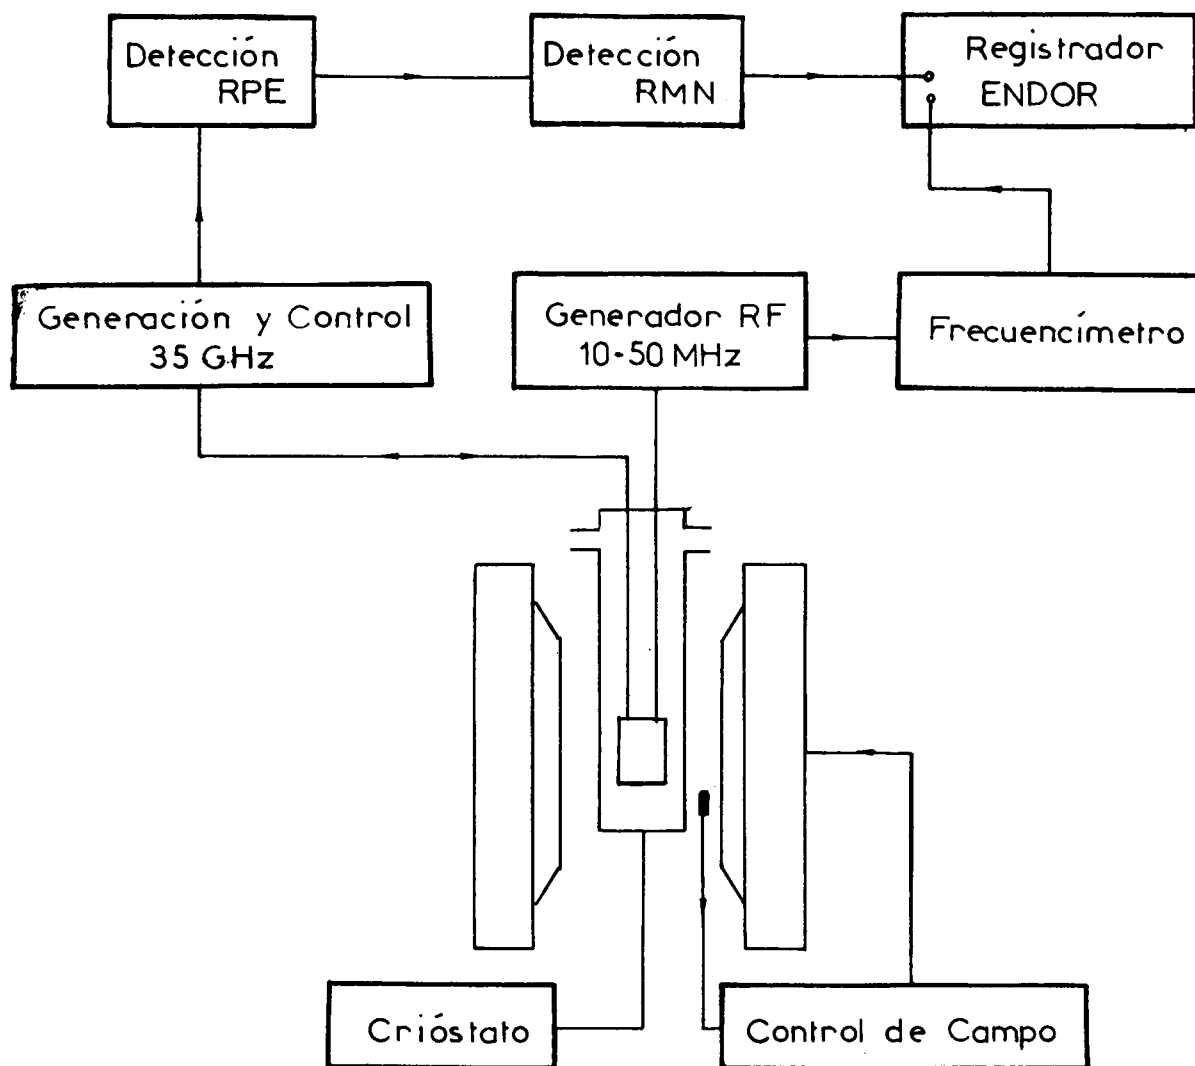 Detección
RPE
Detección
RMN
Registrador
ENDOR
Generación y Control
35 GHz
Generador RF
10-50 MHz
Frecuencímetro
Crióstato
Control de Campo